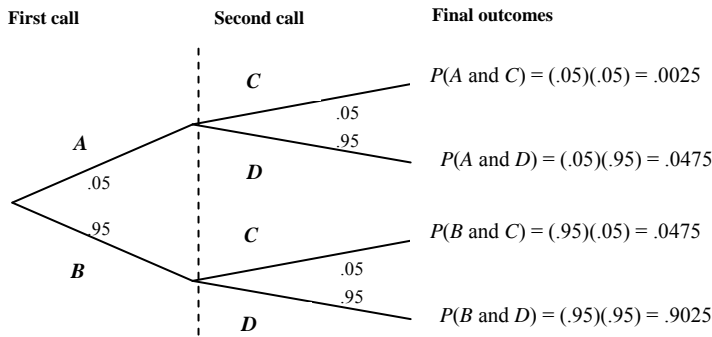 First call Second call Final outcomes
C P(A and C) = (.05)(.05) = .0025
.05
A .95
P(A and D) = (.05)(.95) = .0475
D
.05
.95 C P(B and C) = (.95)(.05) = .0475
B .05
.95
P(B and D) = (.95)(.95) = .9025
D